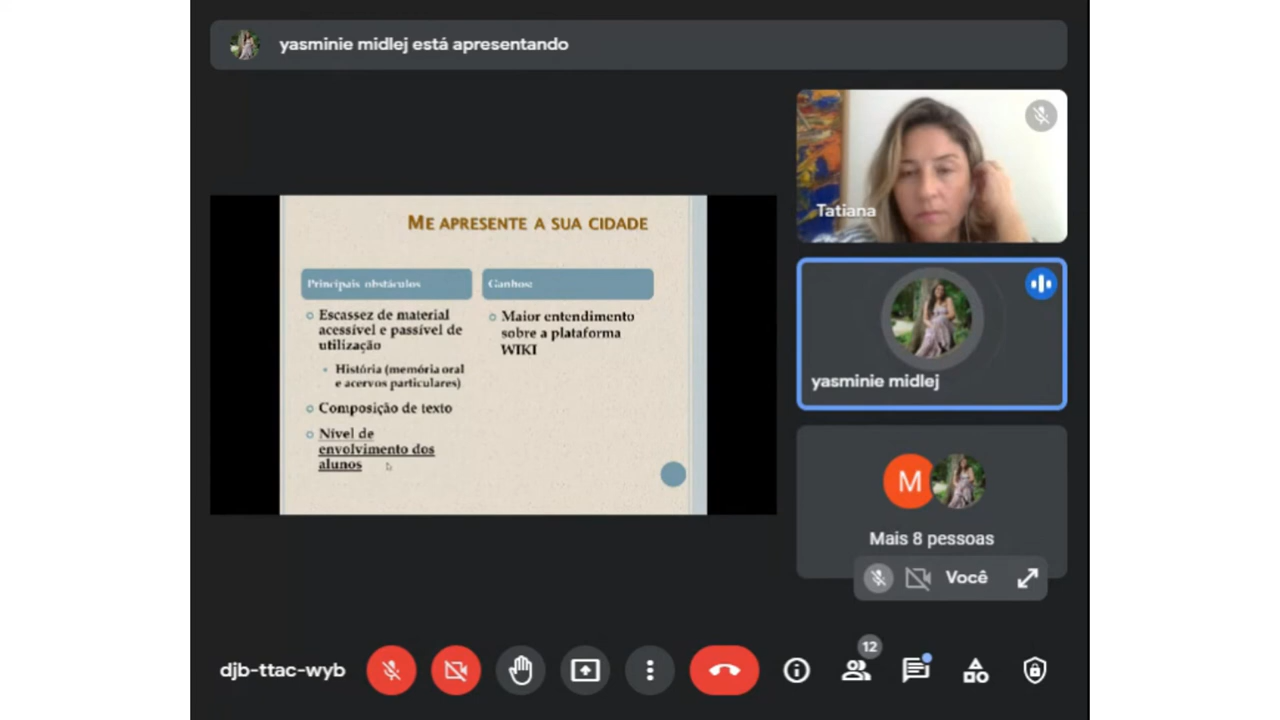 yasminie midlej está apresentando
Tatiana
ME APRESENTE A SUA CIDADE
Principais obstáculos
Escassez de material
acessível e passível de
utilização
História (memória oral
e acervos particulares)
Composição de texto
Nível de
envolvimento dos
alunos
Ganhos:
Maior entendimento
sobre a plataforma
WIKI
yasminie midlej
M
Mais 8 pessoas
Você
djb-ttac-wyb
12